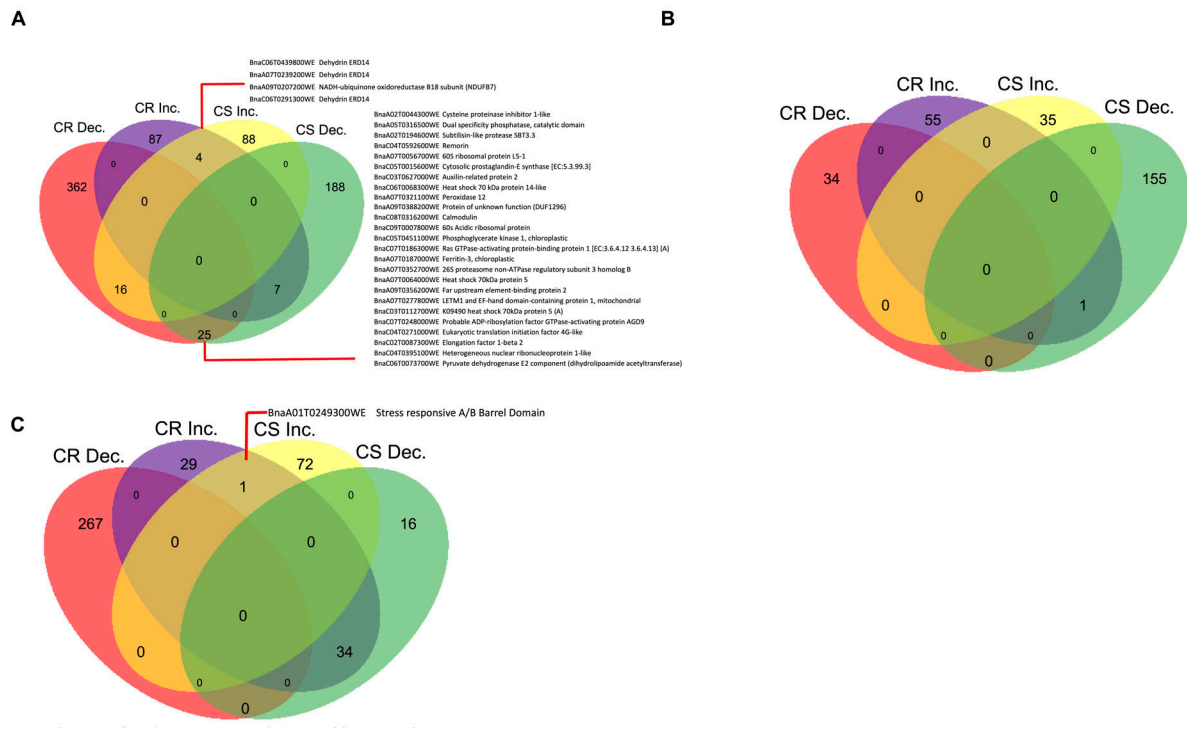 A
BnaC06T0439800WE Dehydrin ERD14
BnaA07T0239200WE Dehydrin ERD14
BnaA09T0207200WE NADH-ubiquinone oxidoreductase B18 subunit (NDUFB7)
BnaC06T0291300WE Dehydrin ERD14
CR Dec.
CR Inc.
CS Inc.
CS Dec.
87
88
0
4
0
362
188
0
0
0
16
7
0
0
25
BnaA02T0044300WE Cysteine proteinase inhibitor 1-like
BnaA05T0316500WE Dual specificity phosphatase, catalytic domain
BnaA02T0194600WE Subtilisin-like protease SBT3.3
BnaC04T0592600WE Remorin
BnaA07T0056700WE 60S ribosomal protein L5-1
BnaC05T0015600WE Cytosolic prostaglandin-E synthase [EC:5.3.99.3]
BnaC03T0627000WE Auxilin-related protein 2
BnaC06T0068300WE Heat shock 70 kDa protein 14-like
BnaA07T0321100WE Peroxidase 12
BnaA09T0388200WE Protein of unknown function (DUF1296)
BnaC08T0316200WE Calmodulin
BnaC09T0007800WE 60s Acidic ribosomal protein
BnaC05T0451100WE Phosphoglycerate kinase 1, chloroplastic
BnaC07T0186300WE Ras GTPase-activating protein-binding protein 1 [EC:3.6.4.12 3.6.4.13] (A)
BnaA07T0187000WE Ferritin-3, chloroplastic
BnaA07T0352700WE 26S proteasome non-ATPase regulatory subunit 3 homolog B
BnaA07T0064000WE Heat shock 70kDa protein 5
BnaA09T0356200WE Far upstream element-binding protein 2
BnaA07T0277800WE LETM1 and EF-hand domain-containing protein 1, mitochondrial
BnaC03T0112700WE K09490 heat shock 70kDa protein 5 (A)
BnaC07T0248000WE Probable ADP-ribosylation factor GTPase-activating protein AGD9
BnaC04T0271000WE Eukaryotic translation initiation factor 4G-like
BnaC02T0087300WE Elongation factor 1-beta 2
BnaC04T0395100WE Heterogeneous nuclear ribonucleoprotein 1-like
BnaC06T0073700WE Pyruvate dehydrogenase E2 component (dihydrolipoamide acetyltransferase)
B
CR Dec.
CR Inc.
CS Inc.
CS Dec.
55
35
0
0
0
34
155
0
0
0
0
1
0
0
0
C
BnaA01T0249300WE Stress responsive A/B Barrel Domain
CR Dec.
CR Inc.
CS Inc.
CS Dec.
29
72
0
1
0
267
16
0
0
0
0
34
0
0
0